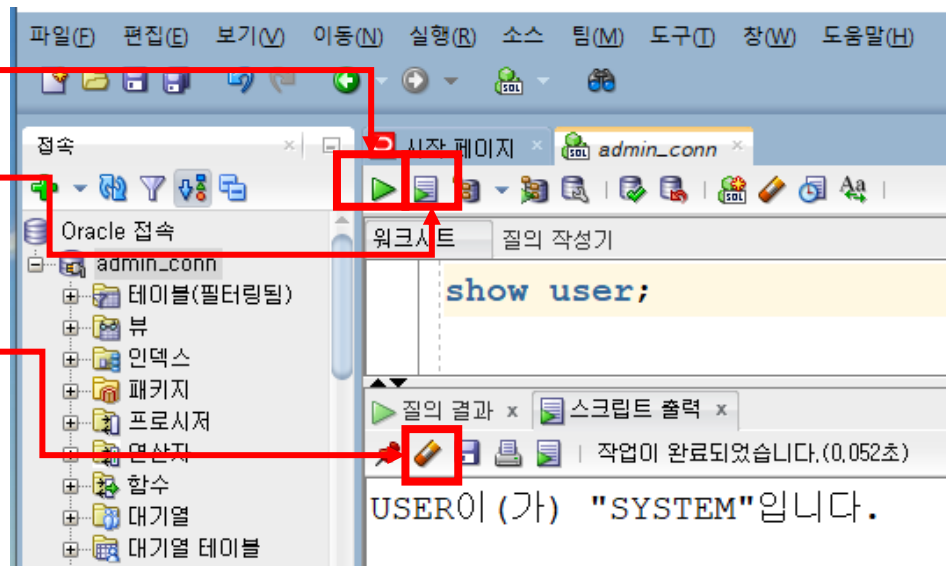 파일(F) 편집(E) 보기(V) 이동(N) 실행(R) 소스 팀(M) 도구(T) 창(W) 도움말(H)
접속
시작 페이지 admin_conn
Oracle 접속
admin_conn
테이블(필터링됨)
뷰
인덱스
패키지
프로시저
연산자
함수
대기열
대기열 테이블
워크시트 질의 작성기
show user;
질의 결과 x 스크립트 출력 x
작업이 완료되었습니다.(0,052초)
USER이(가) "SYSTEM"입니다.